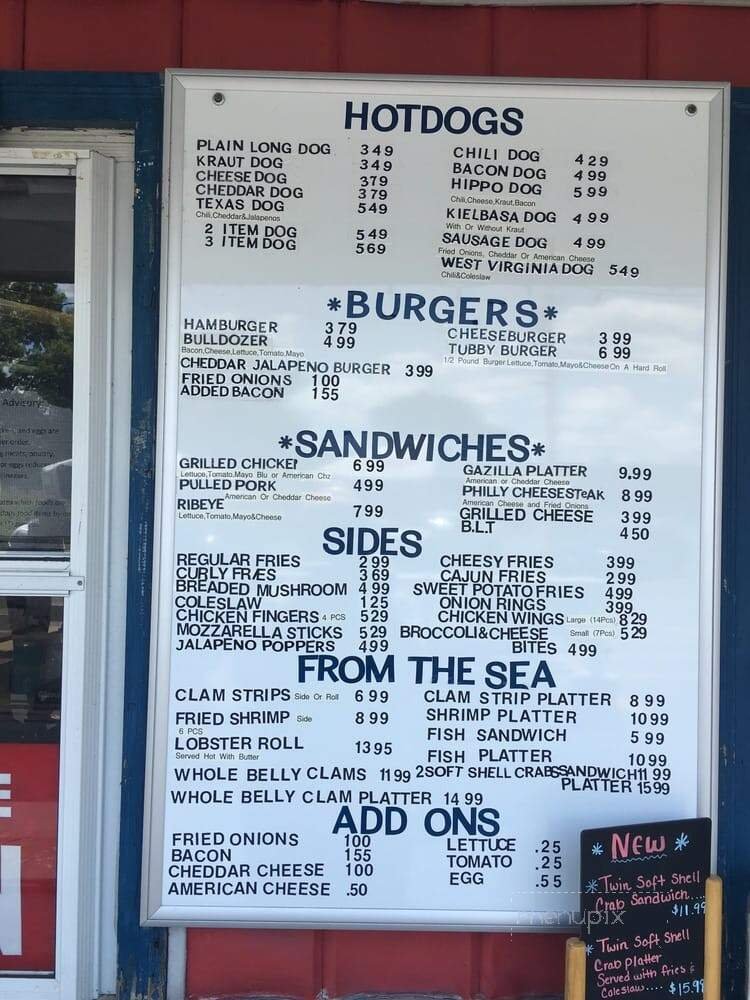 HOTDOGS
PLAIN LONG DOG 349
KRAUT DOG 349
CHEESE DOG 379
CHEDDAR DOG 379
TEXAS DOG 549
Chili,Cheddar&Jalapenos
2 ITEM DOG 549
3 ITEM DOG 569
CHILI DOG 429
BACON DOG 499
HIPPO DOG 599
Chili,Cheese,Kraut,Bacon
KIELBASA DOG 499
With Or Without Kraut
SAUSAGE DOG 499
Fried Onions, Cheddar Or American Cheese
WEST VIRGINIA DOG 549
Chili&Coleslaw
*BURGERS*
HAMBURGER 379
BULLDOZER 499
Bacon,Cheese,Lettuce,Tomato,Mayo
CHEDDAR JALAPENO BURGER 399
FRIED ONIONS 100
ADDED BACON 155
CHEESEBURGER 399
TUBBY BURGER 699
1/2 Pound Burger Lettuce,Tomato,Mayo&Cheese On A Hard Roll
*SANDWICHES*
GRILLED CHICKEN 699
Lettuce,Tomato,Mayo Blu or American Chz
PULLED PORK 499
American Or Cheddar Cheese
RIBEYE 799
Lettuce,Tomato,Mayo&Cheese
GAZILLA PLATTER 9.99
American or Cheddar Cheese
PHILLY CHEESESTeAK 899
American Cheese and Fried Onions
GRILLED CHEESE 399
B.L.T 450
SIDES
REGULAR FRIES 299
CURLY FRÆS 369
BREADED MUSHROOM 499
COLESLAW 125
CHICKEN FINGERS 4 PCS 529
MOZZARELLA STICKS 529
JALAPENO POPPERS 499
CHEESY FRIES 399
CAJUN FRIES 299
SWEET POTATO FRIES 499
ONION RINGS 399
CHICKEN WINGS Large (14Pcs) 829
Small (7Pcs) 529
BROCCOLI&CHEESE
BITES 499
FROM THE SEA
CLAM STRIPS Side Or Roll 699
FRIED SHRIMP Side 899
6 PCS
LOBSTER ROLL 1395
Served Hot With Butter
WHOLE BELLY CLAMS 1199
WHOLE BELLY CLAM PLATTER 1499
CLAM STRIP PLATTER 899
SHRIMP PLATTER 1099
FISH SANDWICH 599
FISH PLATTER 1099
2SOFT SHELL CRABSSANDWICH1199
PLATTER 1599
ADD ONS
FRIED ONIONS 100
BACON 155
CHEDDAR CHEESE 100
AMERICAN CHEESE .50
LETTUCE .25
TOMATO .25
EGG .55
* NEW *
* Twin Soft Shell
Crab Sandwich....
$11.99
* Twin Soft Shell
Crab platter
Served with fries &
Coleslaw.... $15.99
menupix
Advisory